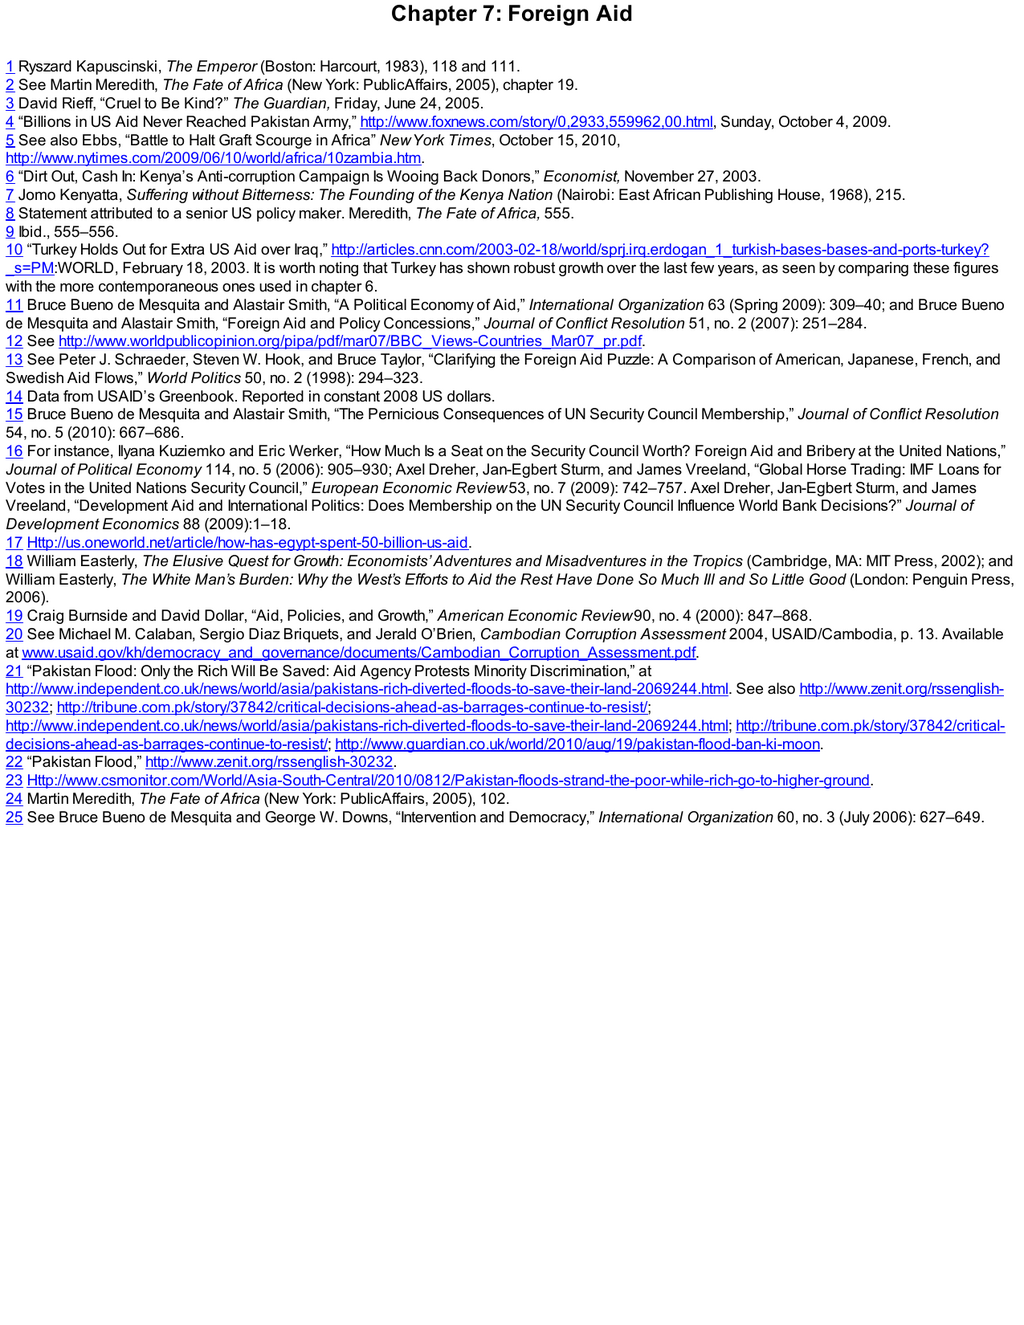 Chapter 7: Foreign Aid
1 Ryszard Kapuscinski, The Emperor (Boston: Harcourt, 1983), 118 and 111.
2 See Martin Meredith, The Fate of Africa (New York: PublicAffairs, 2005), chapter 19.
3 David Rieff, “Cruel to Be Kind?” The Guardian, Friday, June 24, 2005.
4 “Billions in US Aid Never Reached Pakistan Army,” http://www.foxnews.com/story/0,2933,559962,00.html, Sunday, October 4, 2009.
5 See also Ebbs, “Battle to Halt Graft Scourge in Africa” New York Times, October 15, 2010,
http://www.nytimes.com/2009/06/10/world/africa/10zambia.htm.
6 “Dirt Out, Cash In: Kenya’s Anti-corruption Campaign Is Wooing Back Donors,” Economist, November 27, 2003.
7 Jomo Kenyatta, Suffering without Bitterness: The Founding of the Kenya Nation (Nairobi: East African Publishing House, 1968), 215.
8 Statement attributed to a senior US policy maker. Meredith, The Fate of Africa, 555.
9 Ibid., 555–556.
10 “Turkey Holds Out for Extra US Aid over Iraq,” http://articles.cnn.com/2003-02-18/world/sprj.irq.erdogan_1_turkish-bases-bases-and-ports-turkey?
_s=PM:WORLD, February 18, 2003. It is worth noting that Turkey has shown robust growth over the last few years, as seen by comparing these figures
with the more contemporaneous ones used in chapter 6.
11 Bruce Bueno de Mesquita and Alastair Smith, “A Political Economy of Aid,” International Organization 63 (Spring 2009): 309–40; and Bruce Bueno
de Mesquita and Alastair Smith, “Foreign Aid and Policy Concessions,” Journal of Conflict Resolution 51, no. 2 (2007): 251–284.
12 See http://www.worldpublicopinion.org/pipa/pdf/mar07/BBC_Views-Countries_Mar07_pr.pdf.
13 See Peter J. Schraeder, Steven W. Hook, and Bruce Taylor, “Clarifying the Foreign Aid Puzzle: A Comparison of American, Japanese, French, and
Swedish Aid Flows,” World Politics 50, no. 2 (1998): 294–323.
14 Data from USAID’s Greenbook. Reported in constant 2008 US dollars.
15 Bruce Bueno de Mesquita and Alastair Smith, “The Pernicious Consequences of UN Security Council Membership,” Journal of Conflict Resolution
54, no. 5 (2010): 667–686.
16 For instance, Ilyana Kuziemko and Eric Werker, “How Much Is a Seat on the Security Council Worth? Foreign Aid and Bribery at the United Nations,”
Journal of Political Economy 114, no. 5 (2006): 905–930; Axel Dreher, Jan-Egbert Sturm, and James Vreeland, “Global Horse Trading: IMF Loans for
Votes in the United Nations Security Council,” European Economic Review 53, no. 7 (2009): 742–757. Axel Dreher, Jan-Egbert Sturm, and James
Vreeland, “Development Aid and International Politics: Does Membership on the UN Security Council Influence World Bank Decisions?” Journal of
Development Economics 88 (2009):1–18.
17 Http://us.oneworld.net/article/how-has-egypt-spent-50-billion-us-aid.
18 William Easterly, The Elusive Quest for Growth: Economists’ Adventures and Misadventures in the Tropics (Cambridge, MA: MIT Press, 2002); and
William Easterly, The White Man’s Burden: Why the West’s Efforts to Aid the Rest Have Done So Much Ill and So Little Good (London: Penguin Press,
2006).
19 Craig Burnside and David Dollar, “Aid, Policies, and Growth,” American Economic Review 90, no. 4 (2000): 847–868.
20 See Michael M. Calaban, Sergio Diaz Briquets, and Jerald O’Brien, Cambodian Corruption Assessment 2004, USAID/Cambodia, p. 13. Available
at www.usaid.gov/kh/democracy_and_governance/documents/Cambodian_Corruption_Assessment.pdf.
21 “Pakistan Flood: Only the Rich Will Be Saved: Aid Agency Protests Minority Discrimination,” at
http://www.independent.co.uk/news/world/asia/pakistans-rich-diverted-floods-to-save-their-land-2069244.html. See also http://www.zenit.org/rssenglish-
30232; http://tribune.com.pk/story/37842/critical-decisions-ahead-as-barrages-continue-to-resist/;
http://www.independent.co.uk/news/world/asia/pakistans-rich-diverted-floods-to-save-their-land-2069244.html; http://tribune.com.pk/story/37842/critical-
decisions-ahead-as-barrages-continue-to-resist/; http://www.guardian.co.uk/world/2010/aug/19/pakistan-flood-ban-ki-moon.
22 “Pakistan Flood,” http://www.zenit.org/rssenglish-30232.
23 Http://www.csmonitor.com/World/Asia-South-Central/2010/0812/Pakistan-floods-strand-the-poor-while-rich-go-to-higher-ground.
24 Martin Meredith, The Fate of Africa (New York: PublicAffairs, 2005), 102.
25 See Bruce Bueno de Mesquita and George W. Downs, “Intervention and Democracy,” International Organization 60, no. 3 (July 2006): 627–649.